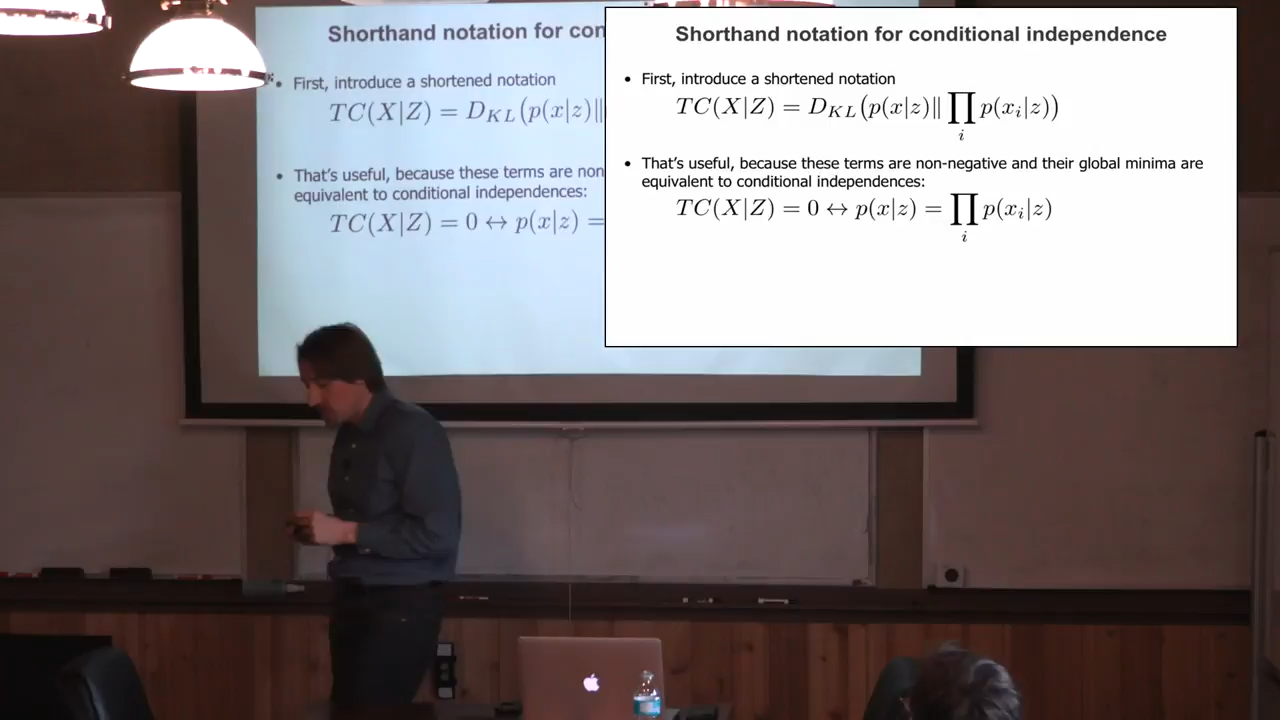 Shorthand notation for con
• First, introduce a shortened notation
TC(X|Z) = D_{KL}(p(x|z)‖
• That's useful, because these terms are non
equivalent to conditional independences:
TC(X|Z) = 0 ↔ p(x|z) =
Shorthand notation for conditional independence
• First, introduce a shortened notation
TC(X|Z) = D_{KL}(p(x|z)‖ ∏_i p(x_i|z))
• That's useful, because these terms are non-negative and their global minima are
equivalent to conditional independences:
TC(X|Z) = 0 ↔ p(x|z) = ∏_i p(x_i|z)